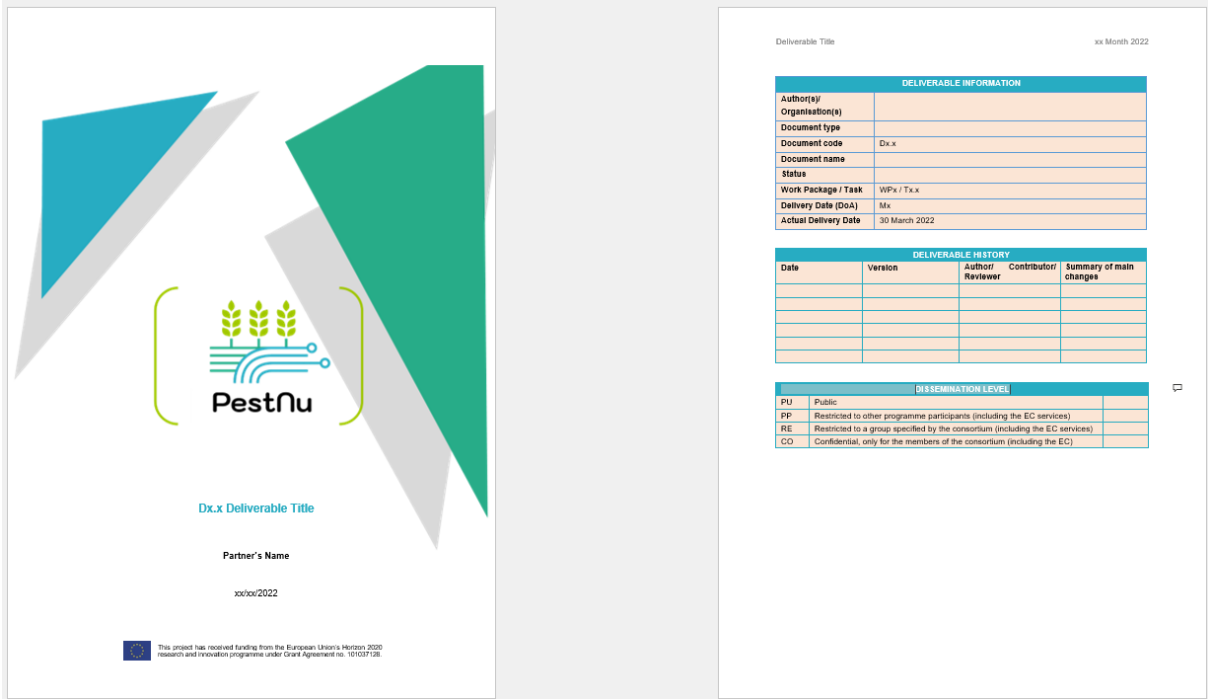 PestNu
Dx.x Deliverable Title
Partner's Name
xx/xx/2022
This project has received funding from the European Union's Horizon 2020
research and innovation programme under Grant Agreement no. 101037128.
Deliverable Title xx Month 2022
DELIVERABLE INFORMATION
Author(s)/
Organisation(s)
Document type
Document code Dx.x
Document name
Status
Work Package / Task WPx / Tx.x
Delivery Date (DoA) Mx
Actual Delivery Date 30 March 2022
DELIVERABLE HISTORY
Date Version Author/ Contributor/ Summary of main
Reviewer changes
DISSEMINATION LEVEL
PU Public
PP Restricted to other programme participants (including the EC services)
RE Restricted to a group specified by the consortium (including the EC services)
CO Confidential, only for the members of the consortium (including the EC)